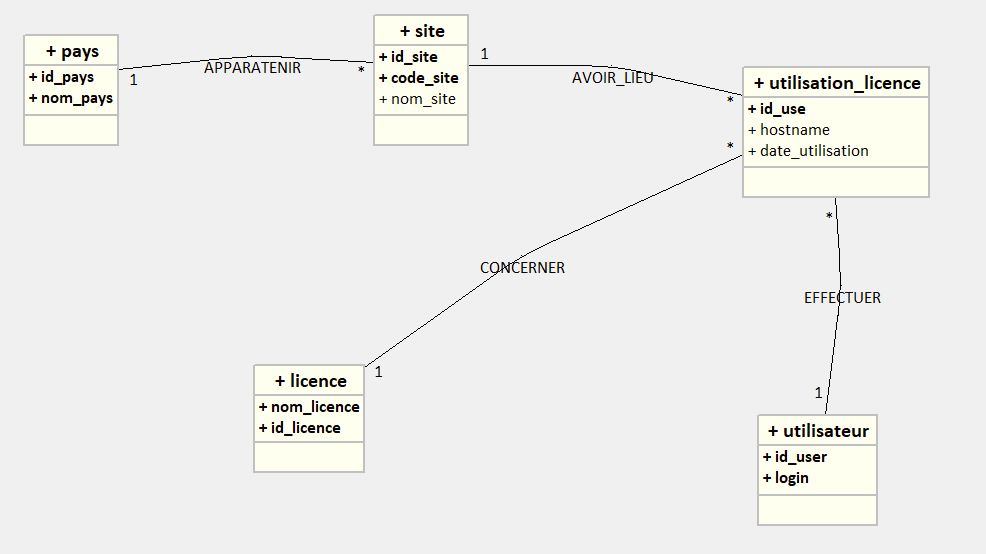 + pays
+ id_pays
+ nom_pays
1
APPARATENIR
*
+ site
+ id_site
+ code_site
+ nom_site
1
AVOIR_LIEU
*
+ utilisation_licence
+ id_use
+ hostname
+ date_utilisation
*
CONCERNER
1
*
EFFECTUER
1
+ licence
+ nom_licence
+ id_licence
+ utilisateur
+ id_user
+ login